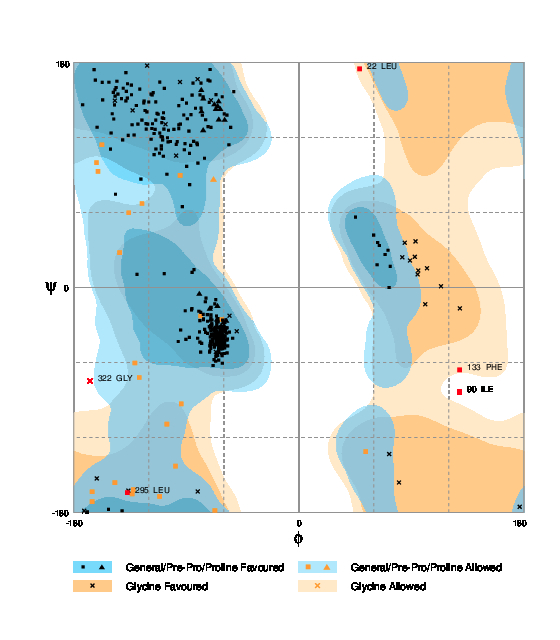 180
22 LEU
ψ 0
133 PHE
322 GLY
90 ILE
295 LEU
-180
-180 0 180
ϕ
General/Pre-Pro/Proline Favoured General/Pre-Pro/Proline Allowed
Glycine Favoured Glycine Allowed